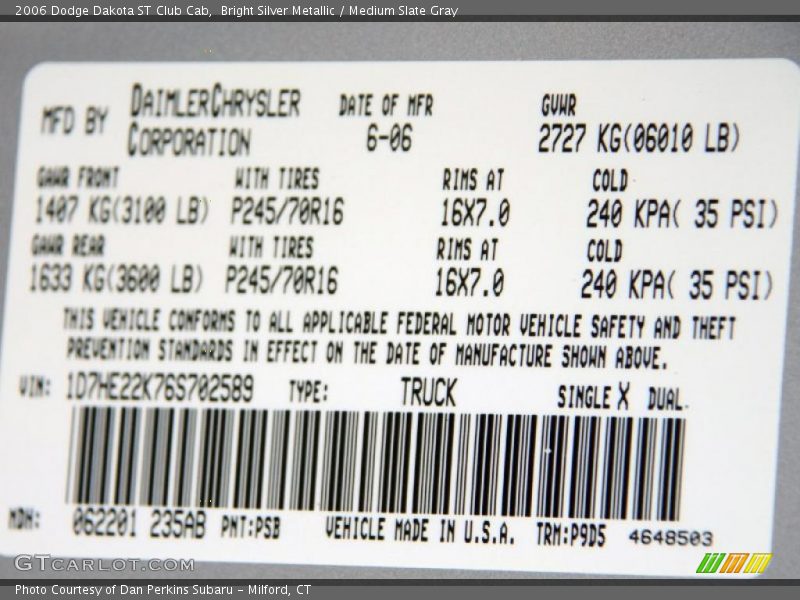 2006 Dodge Dakota ST Club Cab,  Bright Silver Metallic / Medium Slate Gray
MFD BY DAIMLERCHRYSLER CORPORATION DATE OF MFR 6-06 GVWR 2727 KG(06010 LB)
GAWR FRONT WITH TIRES RIMS AT COLD
1407 KG(3100 LB) P245/70R16 16X7.0 240 KPA( 35 PSI)
GAWR REAR WITH TIRES RIMS AT COLD
1633 KG(3600 LB) P245/70R16 16X7.0 240 KPA( 35 PSI)
THIS VEHICLE CONFORMS TO ALL APPLICABLE FEDERAL MOTOR VEHICLE SAFETY AND THEFT
PREVENTION STANDARDS IN EFFECT ON THE DATE OF MANUFACTURE SHOWN ABOVE.
VIN: 1D7HE22K76S702589 TYPE: TRUCK SINGLE X DUAL
MDH: 062201 235AB PNT:PSB VEHICLE MADE IN U.S.A. TRM:P9D5 4648503
GTCARLOT.COM
Photo Courtesy of Dan Perkins Subaru – Milford, CT